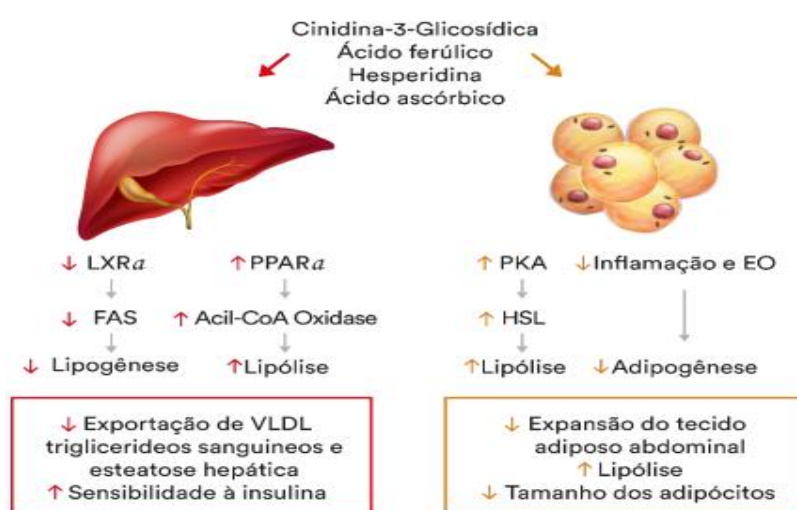 Cinidina-3-Glicosídica
Ácido ferúlico
Hesperidina
Ácido ascórbico
↓ LXRa
↑ PPARa
↑ PKA
↓ Inflamação e EO
↓ FAS
↑ Acil-CoA Oxidase
↑ HSL
↓ Lipogênese
↑ Lipólise
↑ Lipólise
↓ Adipogênese
↓ Exportação de VLDL
triglicerideos sanguineos e
esteatose hepática
↑ Sensibilidade à insulina
↓ Expansão do tecido
adiposo abdominal
↑ Lipólise
↓ Tamanho dos adipócitos